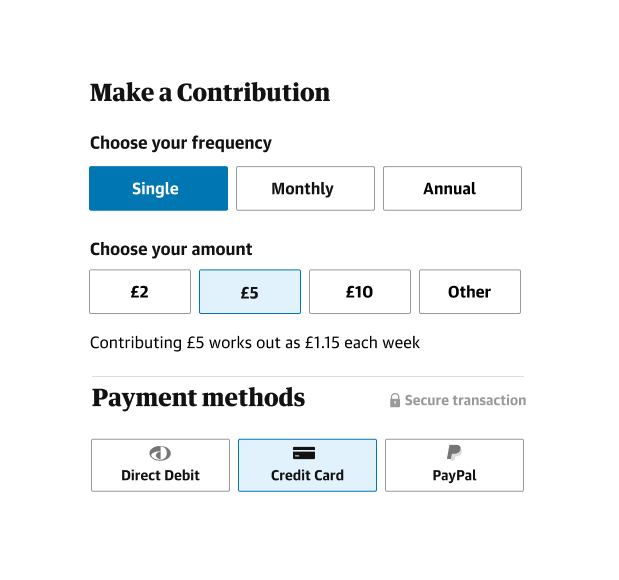 Make a Contribution
Choose your frequency
Single Monthly Annual
Choose your amount
£2 £5 £10 Other
Contributing £5 works out as £1.15 each week
Payment methods Secure transaction
Direct Debit Credit Card PayPal